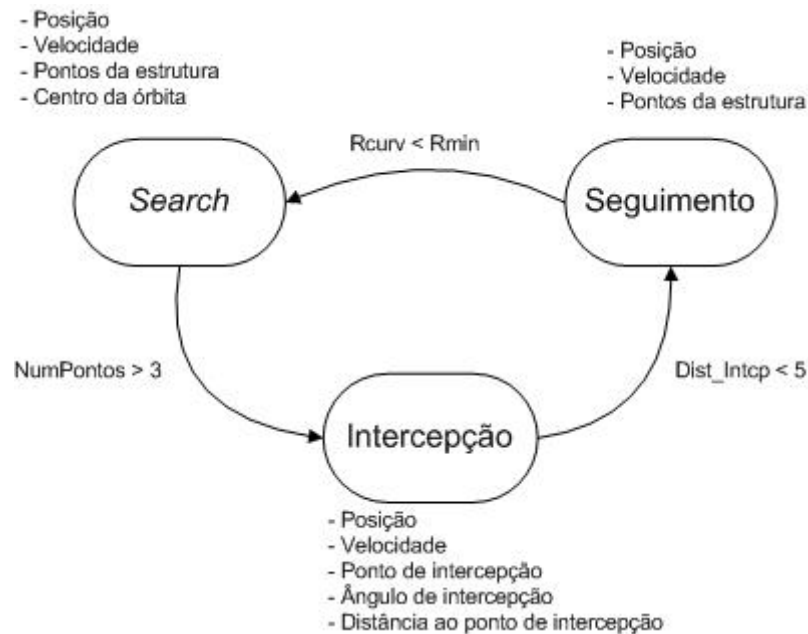 - Posição
- Velocidade
- Pontos da estrutura
- Centro da órbita
- Posição
- Velocidade
- Pontos da estrutura
Rcurv < Rmin
Search
Seguimento
NumPontos > 3
Dist_Intcp < 5
Intercepção
- Posição
- Velocidade
- Ponto de intercepção
- Ângulo de intercepção
- Distância ao ponto de intercepção